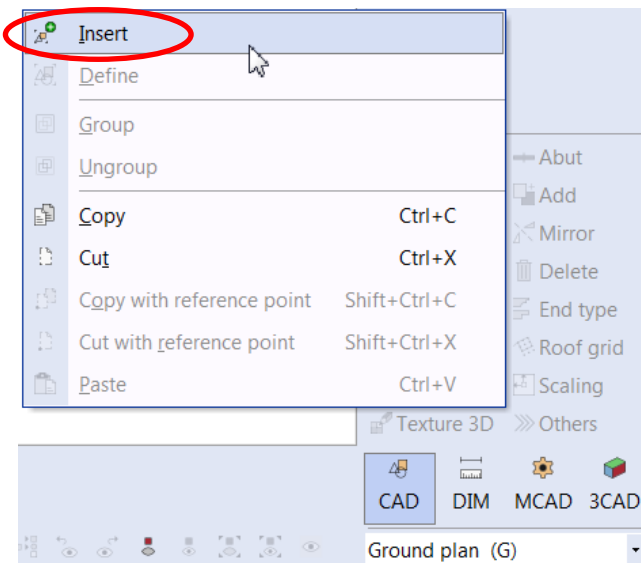 Insert
Define
Group
Ungroup
Copy Ctrl+C
Cut Ctrl+X
Copy with reference point Shift+Ctrl+C
Cut with reference point Shift+Ctrl+X
Paste Ctrl+V
Abut
Add
Mirror
Delete
End type
Roof grid
Scaling
Texture 3D Others
CAD DIM MCAD 3CAD
Ground plan (G)